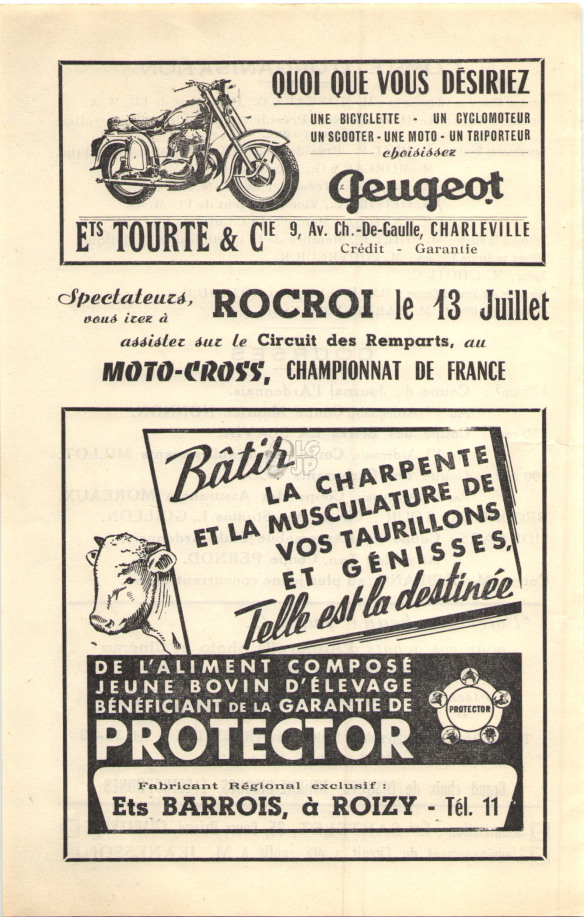 QUOI QUE VOUS DÉSIRIEZ
UNE BICYCLETTE - UN CYCLOMOTEUR
UN SCOOTER - UNE MOTO - UN TRIPORTEUR
choisissez
Peugeot
ETS TOURTE & CIE 9, Av. Ch.-De-Gaulle, CHARLEVILLE
Crédit - Garantie
Spectateurs,
vous irez à
ROCROI le 13 Juillet
assister sur le Circuit des Remparts, au
MOTO-CROSS, CHAMPIONNAT DE FRANCE
Bâtir
LA CHARPENTE
ET LA MUSCULATURE DE
VOS TAURILLONS
ET GÉNISSES,
Telle est la destinée
DE L'ALIMENT COMPOSÉ
JEUNE BOVIN D'ÉLEVAGE
BÉNÉFICIANT DE LA GARANTIE DE
PROTECTOR
PROTECTOR
Fabricant Régional exclusif :
Ets BARROIS, à ROIZY - Tél. 11